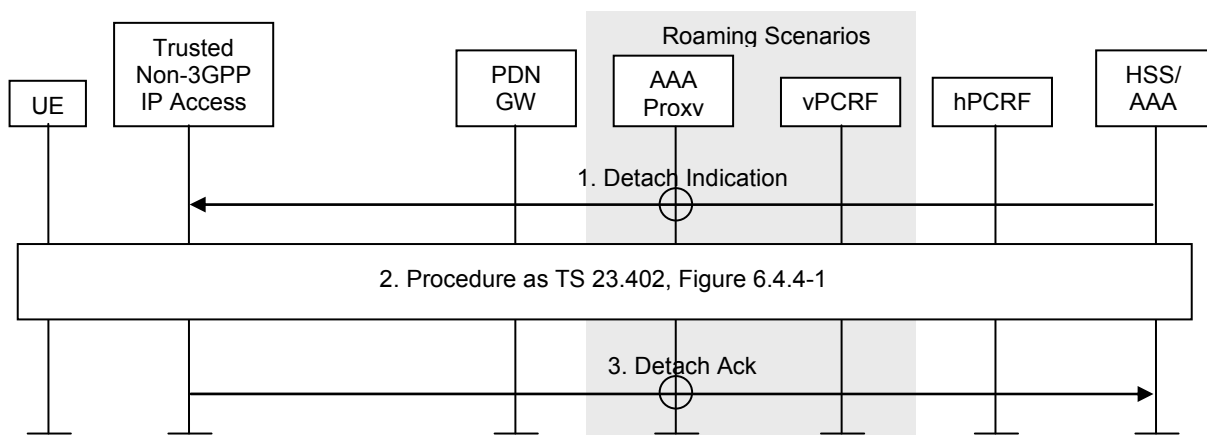 Roaming Scenarios
UE
Trusted
Non-3GPP
IP Access
PDN
GW
AAA
Proxv
vPCRF
hPCRF
HSS/
AAA
1. Detach Indication
2. Procedure as TS 23.402, Figure 6.4.4-1
3. Detach Ack